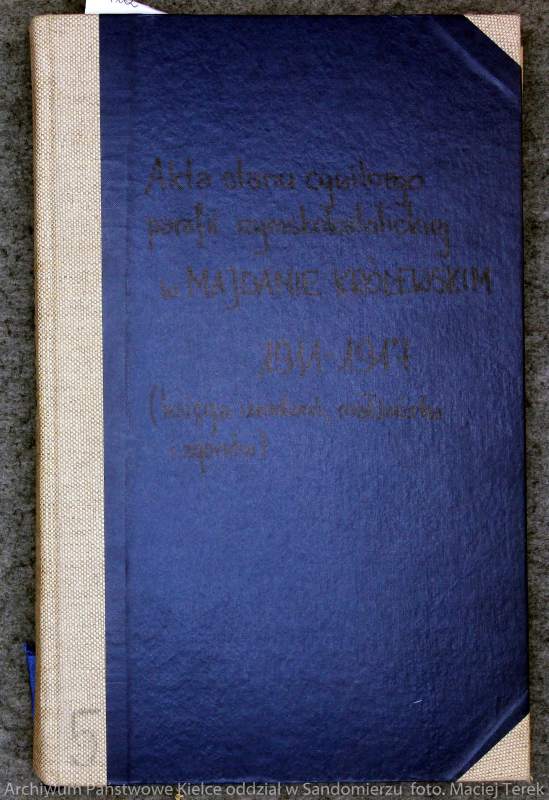 Akta stanu cywilnego
parafii rzymskokatolickiej
w MAJDANIE KRÓLEWSKIM
1911-1917
(księga urodzeń, małżeństw
i zgonów)
5
Archiwum Państwowe Kielce oddział w Sandomierzu foto. Maciej Terek